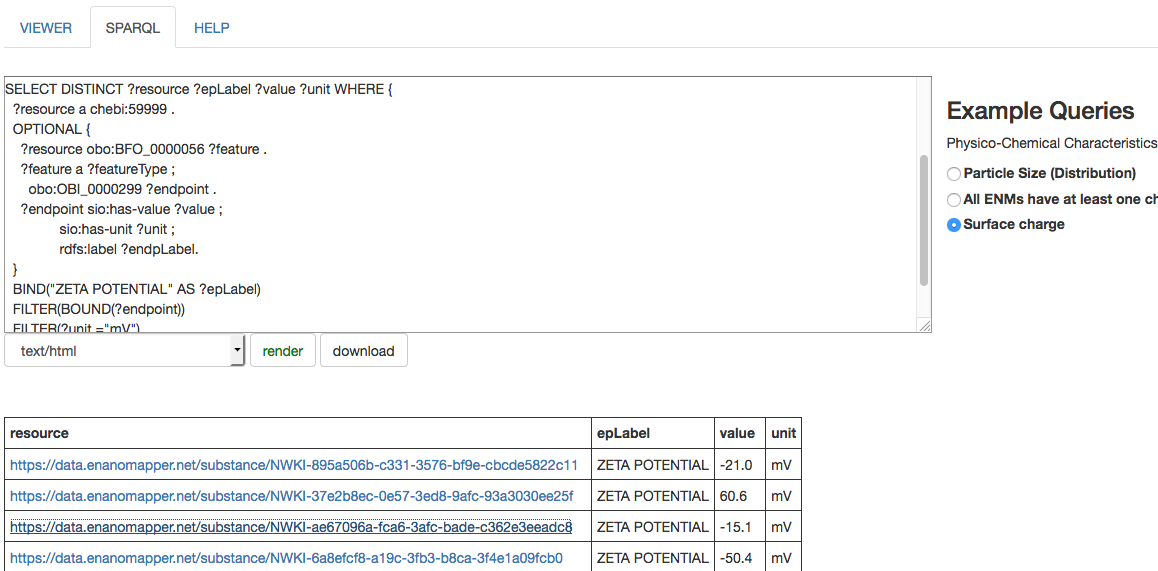 VIEWER SPARQL HELP
SELECT DISTINCT ?resource ?epLabel ?value ?unit WHERE {
?resource a chebi:59999 .
OPTIONAL {
?resource obo:BFO_0000056 ?feature .
?feature a ?featureType ;
obo:OBI_0000299 ?endpoint .
?endpoint sio:has-value ?value ;
sio:has-unit ?unit ;
rdfs:label ?endpLabel.
}
BIND("ZETA POTENTIAL" AS ?epLabel)
FILTER(BOUND(?endpoint))
FILTER(?unit ="mV")
Example Queries
Physico-Chemical Characteristics
Particle Size (Distribution)
All ENMs have at least one ch
Surface charge
text/html render download
resource epLabel value unit
https://data.enanomapper.net/substance/NWKI-895a506b-c331-3576-bf9e-cbcde5822c11 ZETA POTENTIAL -21.0 mV
https://data.enanomapper.net/substance/NWKI-37e2b8ec-0e57-3ed8-9afc-93a3030ee25f ZETA POTENTIAL 60.6 mV
https://data.enanomapper.net/substance/NWKI-ae67096a-fca6-3afc-bade-c362e3eeadc8 ZETA POTENTIAL -15.1 mV
https://data.enanomapper.net/substance/NWKI-6a8efcf8-a19c-3fb3-b8ca-3f4e1a09fcb0 ZETA POTENTIAL -50.4 mV